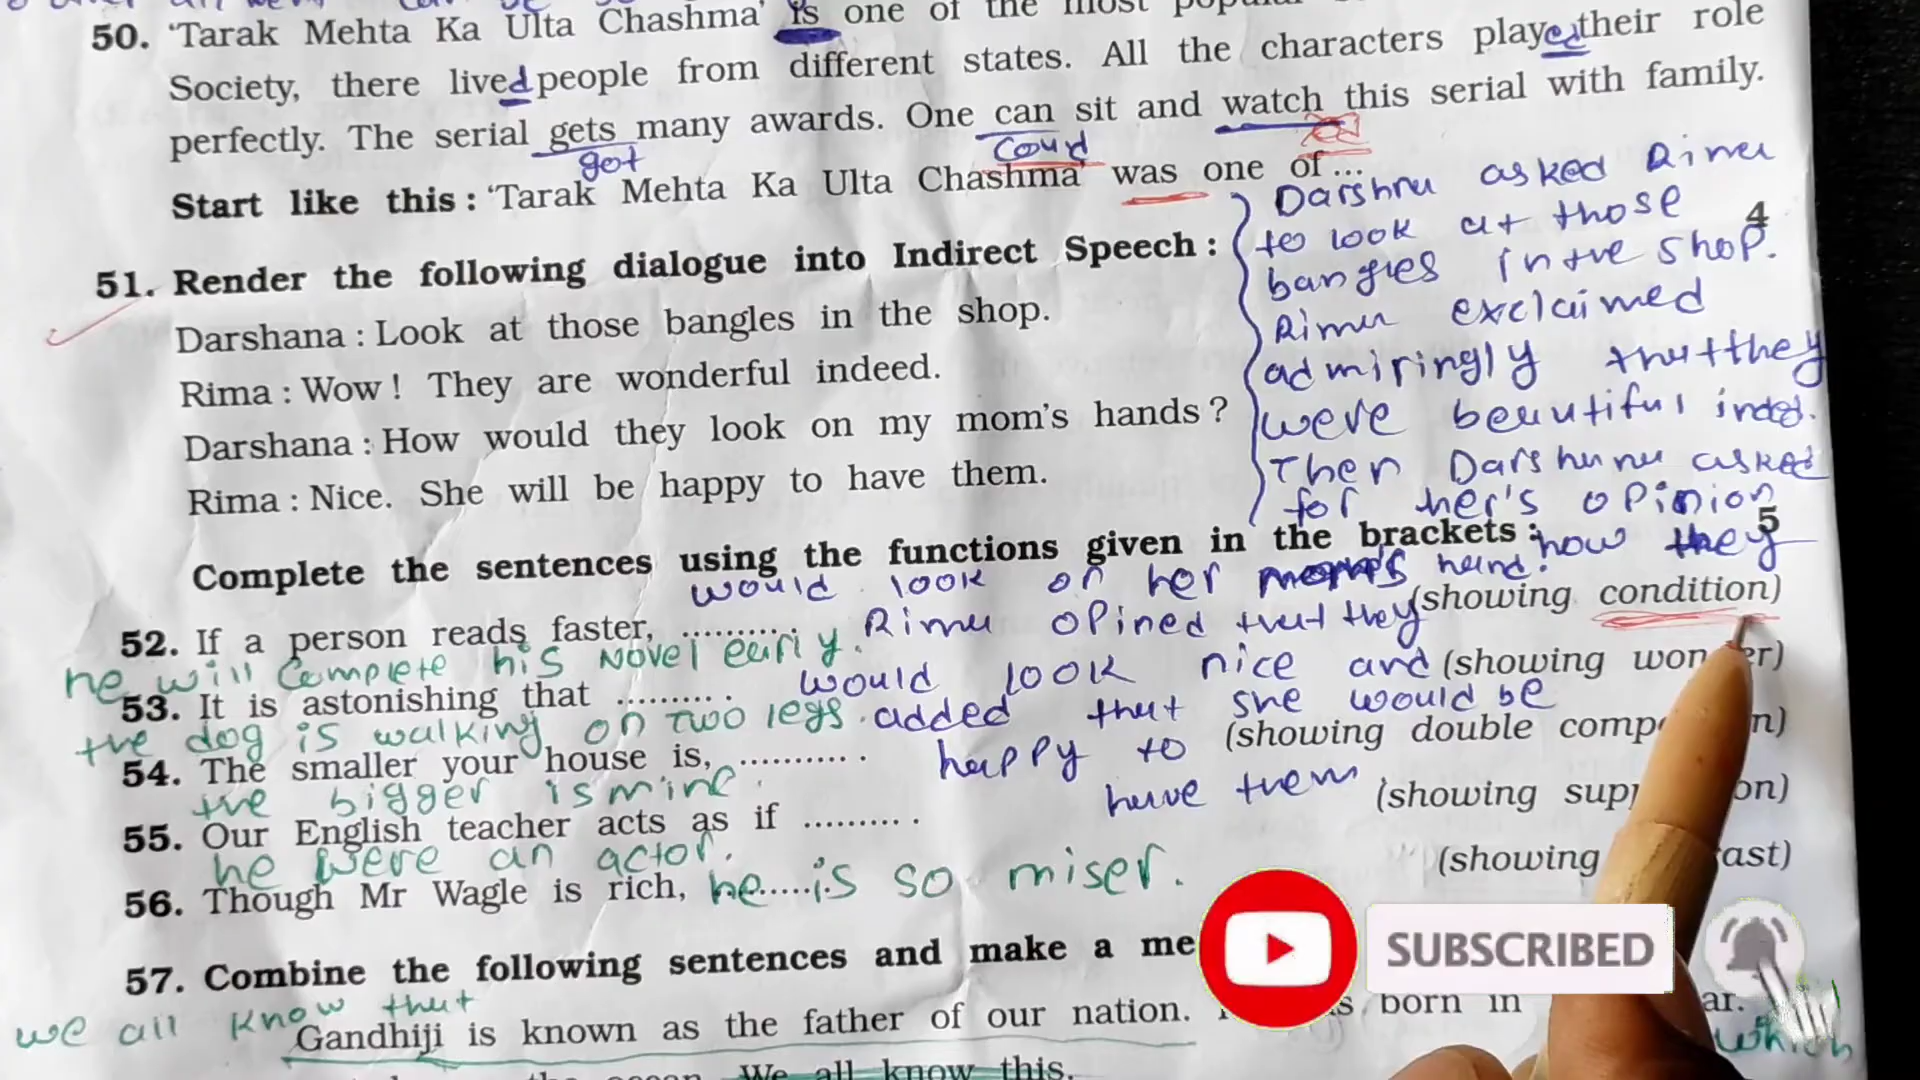 50. 'Tarak Mehta Ka Ulta Chashma' is one of the most
Society, there lived people from different states. All the characters played their role
perfectly. The serial gets many awards. One can sit and watch this serial with family.
got
Coud
Start like this : 'Tarak Mehta Ka Ulta Chashma' was one of...
51. Render the following dialogue into Indirect Speech :
4
Darshana : Look at those bangles in the shop.
Rima : Wow ! They are wonderful indeed.
Darshana : How would they look on my mom's hands ?
Rima : Nice. She will be happy to have them.
Darshna asked Rima
to look at those
bangles in the shop.
Rima exclaimed
admiringly that they
were beautiful inded.
Then Darshana asked
for her's opinion
how they
would look on her mom's hand.
Rima opined that they
would look nice and
added that she would be
happy to
have them
Complete the sentences using the functions given in the brackets :
5
52. If a person reads faster, .......... (showing condition)
he will complete his Novel early.
53. It is astonishing that .......... (showing wonder)
the dog is walking on two legs.
54. The smaller your house is, .......... (showing double
the bigger is mine.
55. Our English teacher acts as if .......... (showing
he were an actor.
56. Though Mr Wagle is rich, he is so miser. (showing
57. Combine the following sentences and make a
we all know that
Gandhiji is known as the father of our nation. born in
which
We all know this.
SUBSCRIBED